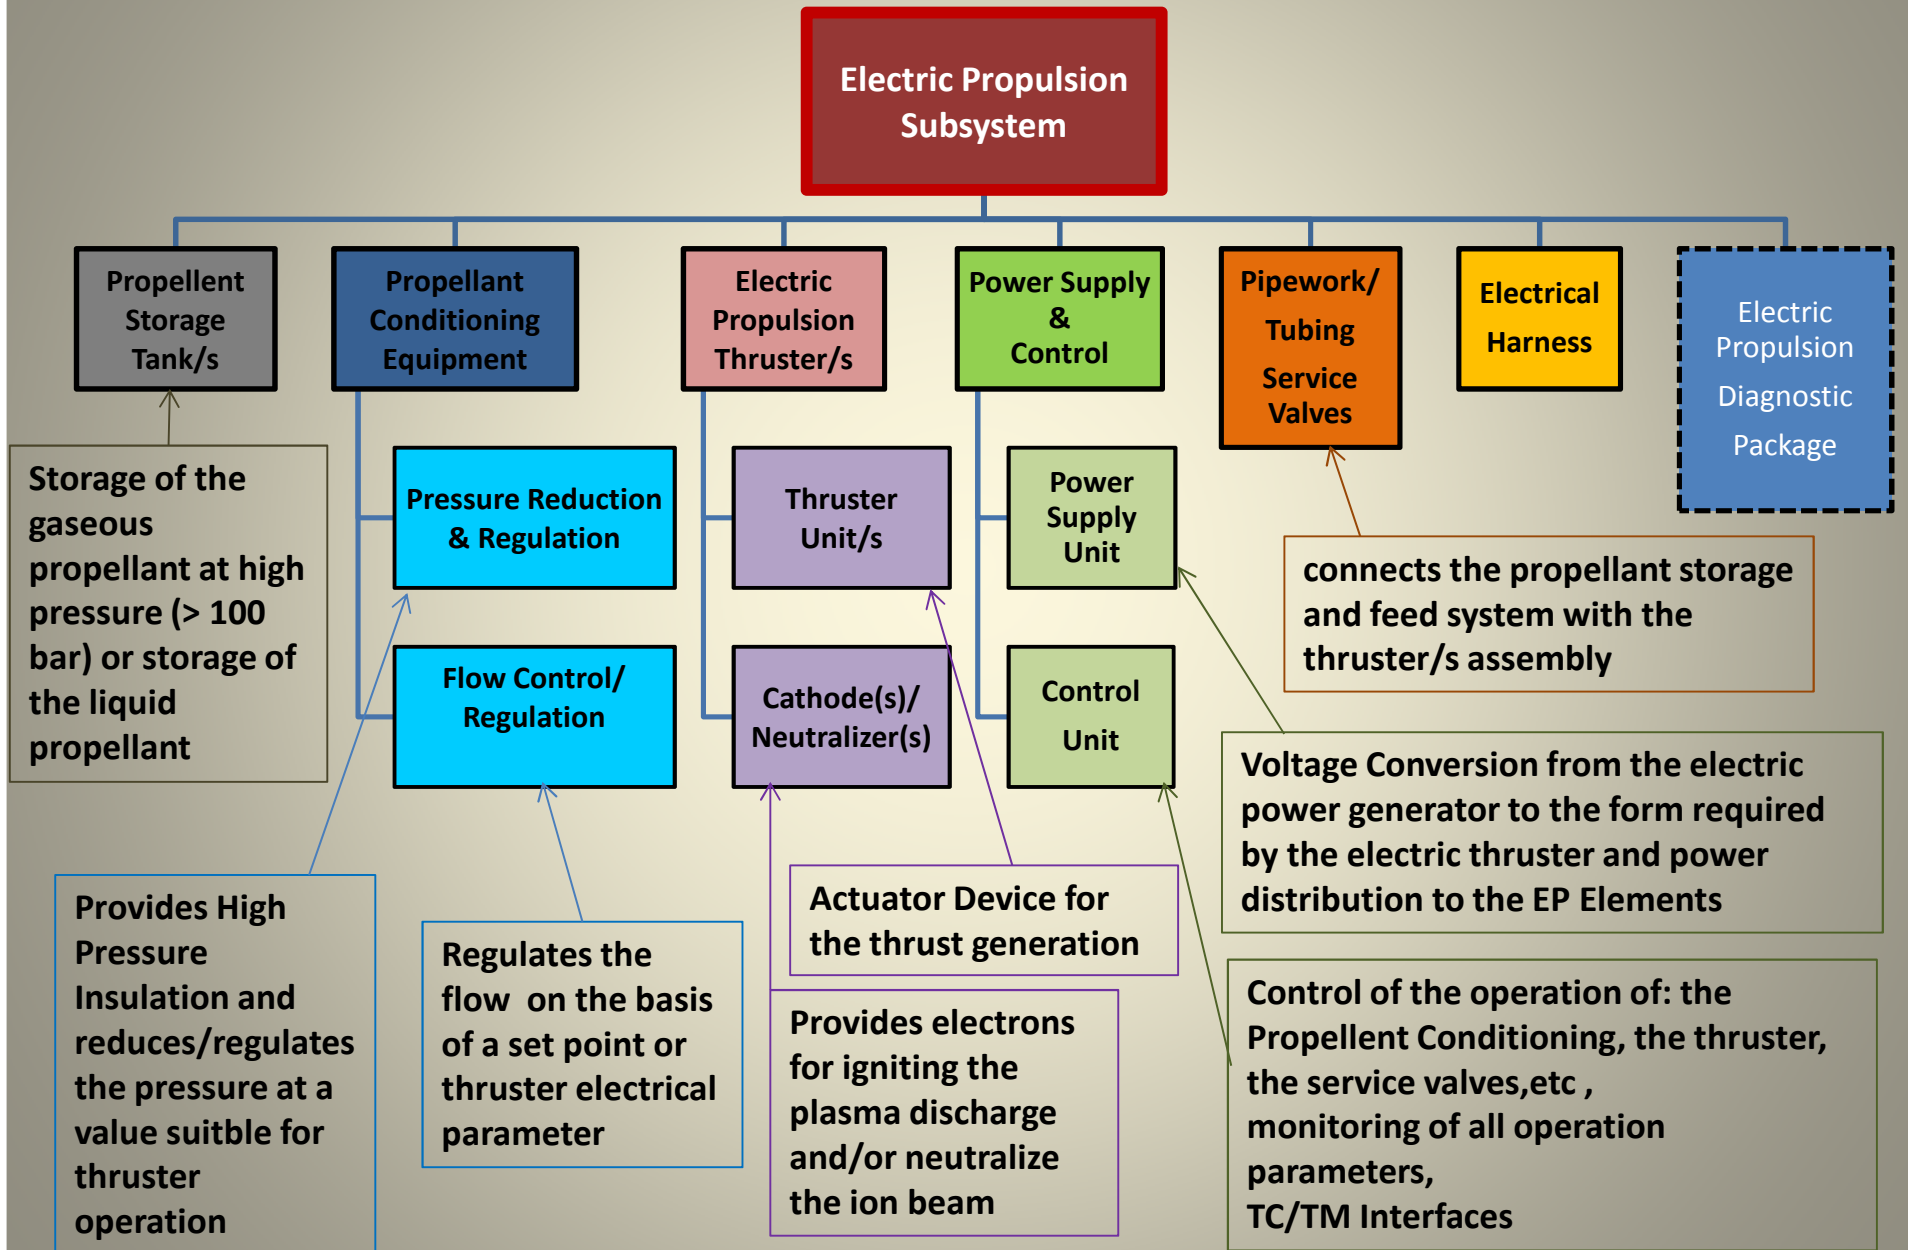 Electric Propulsion
Subsystem
Propellent
Storage
Tank/s
Propellant
Conditioning
Equipment
Electric
Propulsion
Thruster/s
Power Supply
&
Control
Pipework/
Tubing
Service
Valves
Electrical
Harness
Electric
Propulsion
Diagnostic
Package
Pressure Reduction
& Regulation
Thruster
Unit/s
Power
Supply
Unit
Flow Control/
Regulation
Cathode(s)/
Neutralizer(s)
Control
Unit
Storage of the
gaseous
propellant at high
pressure (> 100
bar) or storage of
the liquid
propellant
connects the propellant storage
and feed system with the
thruster/s assembly
Voltage Conversion from the electric
power generator to the form required
by the electric thruster and power
distribution to the EP Elements
Provides High
Pressure
Insulation and
reduces/regulates
the pressure at a
value suitble for
thruster
operation
Regulates the
flow  on the basis
of a set point or
thruster electrical
parameter
Actuator Device for
the thrust generation
Provides electrons
for igniting the
plasma discharge
and/or neutralize
the ion beam
Control of the operation of: the
Propellent Conditioning, the thruster,
the service valves,etc ,
monitoring of all operation
parameters,
TC/TM Interfaces